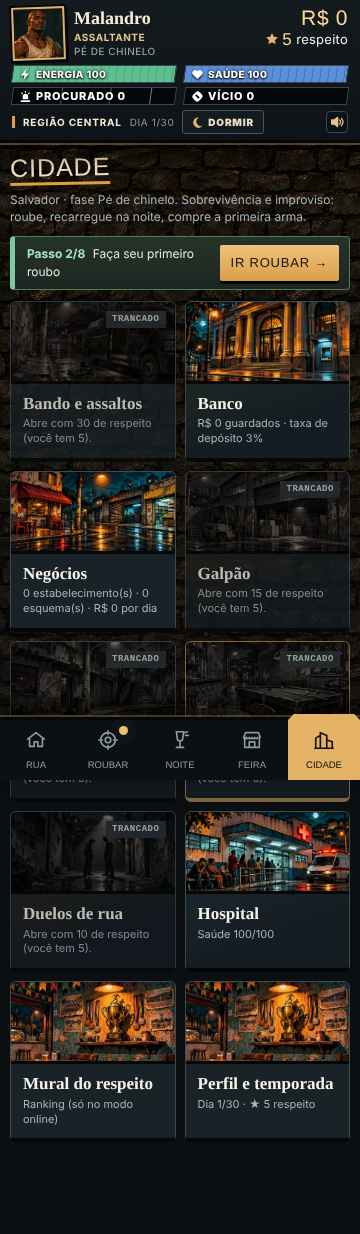 Malandro
ASSALTANTE
PÉ DE CHINELO
R$ 0
★ 5 respeito
ENERGIA 100
SAÚDE 100
PROCURADO 0
VÍCIO 0
REGIÃO CENTRAL DIA 1/30 DORMIR
CIDADE
Salvador · fase Pé de chinelo. Sobrevivência e improviso:
roube, recarregue na noite, compre a primeira arma.
Passo 2/8 Faça seu primeiro
roubo
IR ROUBAR →
TRANCADO
Bando e assaltos
Abre com 30 de respeito
(você tem 5).
Banco
R$ 0 guardados · taxa de
depósito 3%
Negócios
0 estabelecimento(s) · 0
esquema(s) · R$ 0 por dia
TRANCADO
Galpão
Abre com 15 de respeito
(você tem 5).
TRANCADO
TRANCADO
RUA
ROUBAR
NOITE
FEIRA
CIDADE
TRANCADO
Duelos de rua
Abre com 10 de respeito
(você tem 5).
Hospital
Saúde 100/100
Mural do respeito
Ranking (só no modo
online)
Perfil e temporada
Dia 1/30 · ★ 5 respeito